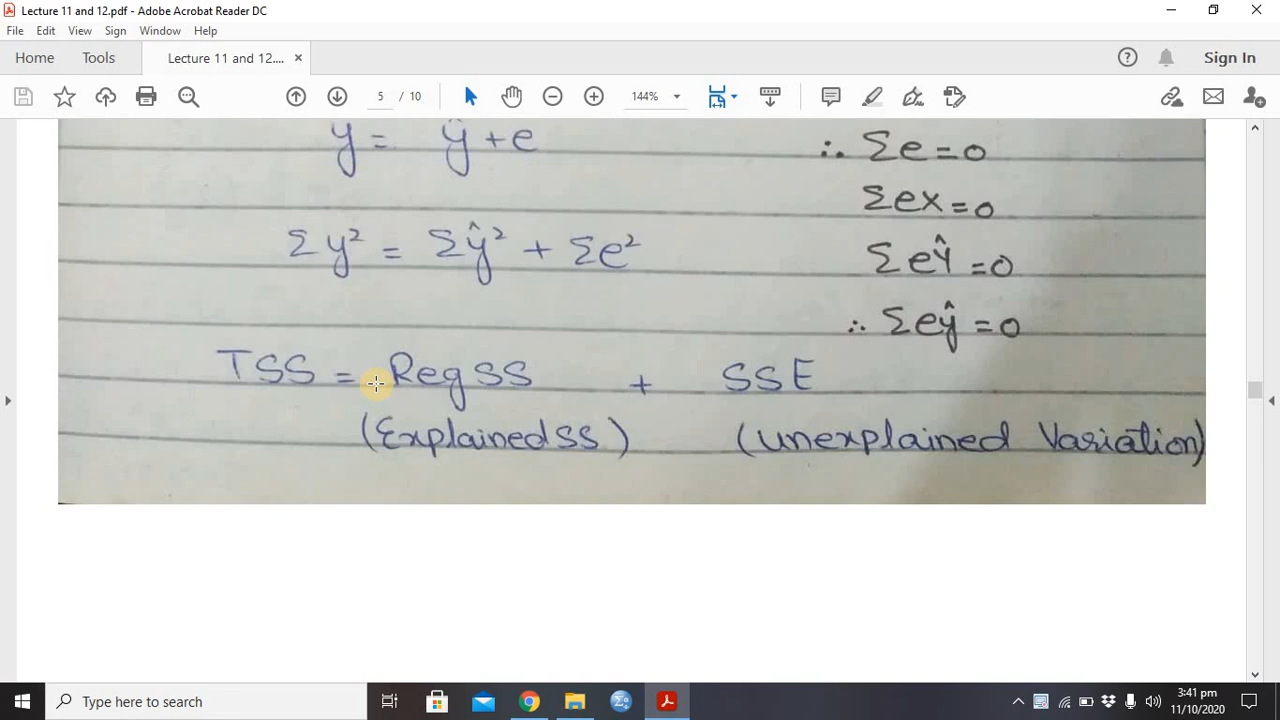 Lecture 11 and 12.pdf - Adobe Acrobat Reader DC
File Edit View Sign Window Help
Home Tools Lecture 11 and 12.... × Sign In
5 / 10 144%
y = ŷ + e ∴ Σe = 0
Σex = 0
Σy² = Σŷ² + Σe² ΣeŶ = 0
∴ Σeŷ = 0
TSS = Reg SS + SSE
(Explained SS) (Unexplained Variation)
Type here to search
3:41 pm
11/10/2020